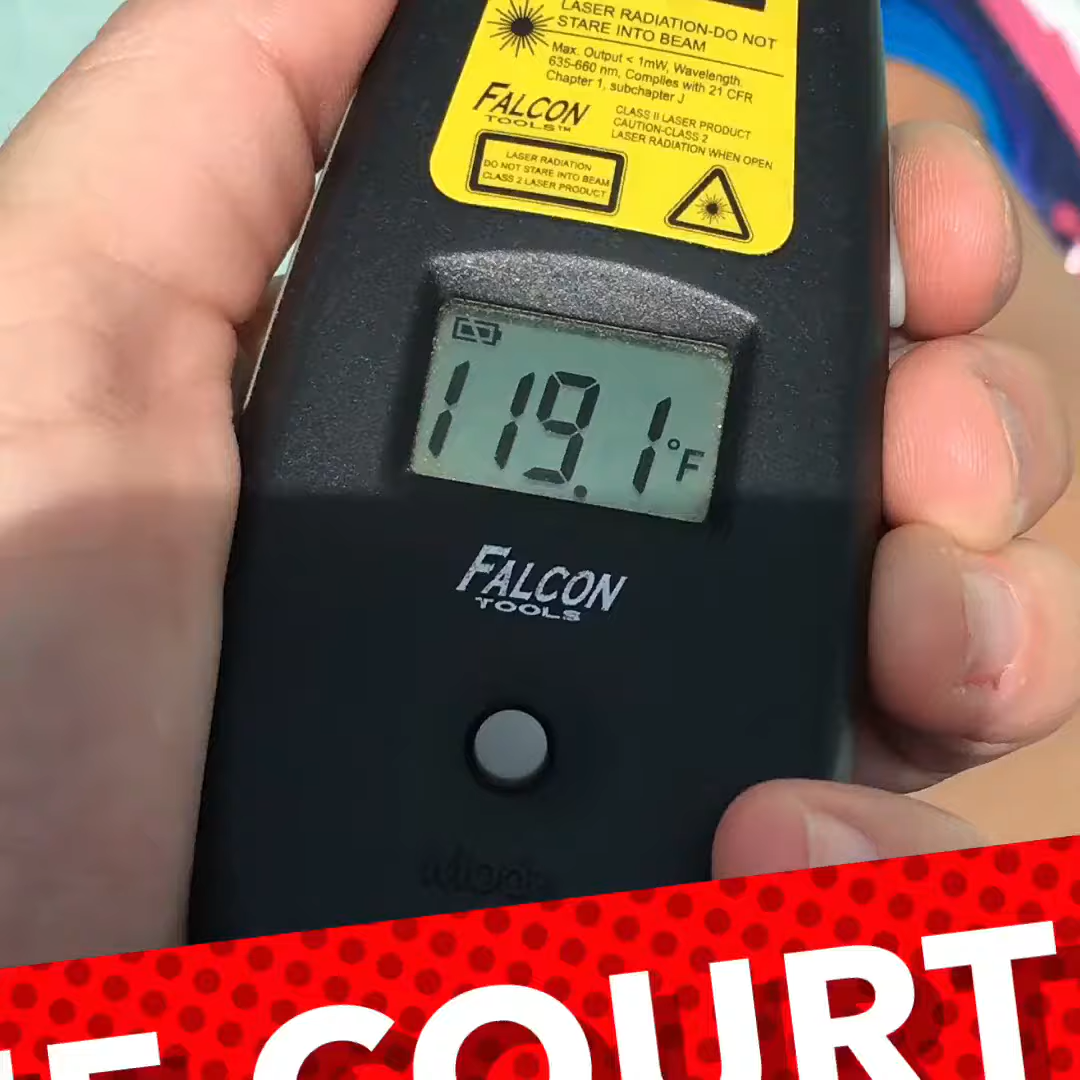 LASER RADIATION-DO NOT
STARE INTO BEAM
Max. Output < 1mW, Wavelength
635-660 nm, Complies with 21 CFR
Chapter 1, subchapter J
FALCON
TOOLS™
CLASS II LASER PRODUCT
CAUTION-CLASS 2
LASER RADIATION WHEN OPEN
LASER RADIATION
DO NOT STARE INTO BEAM
CLASS 2 LASER PRODUCT
119.1°F
FALCON
TOOLS
COURT